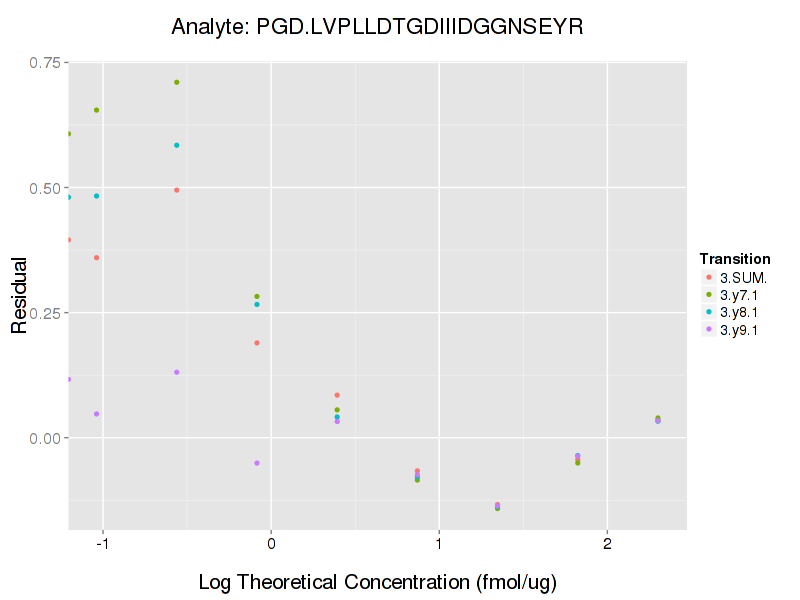 Analyte: PGD.LVPLLDTGDIIIDGGNSEYR
0.75
0.50
0.25
0.00
Residual
-1
0
1
2
Log Theoretical Concentration (fmol/ug)
Transition
3.SUM.
3.y7.1
3.y8.1
3.y9.1